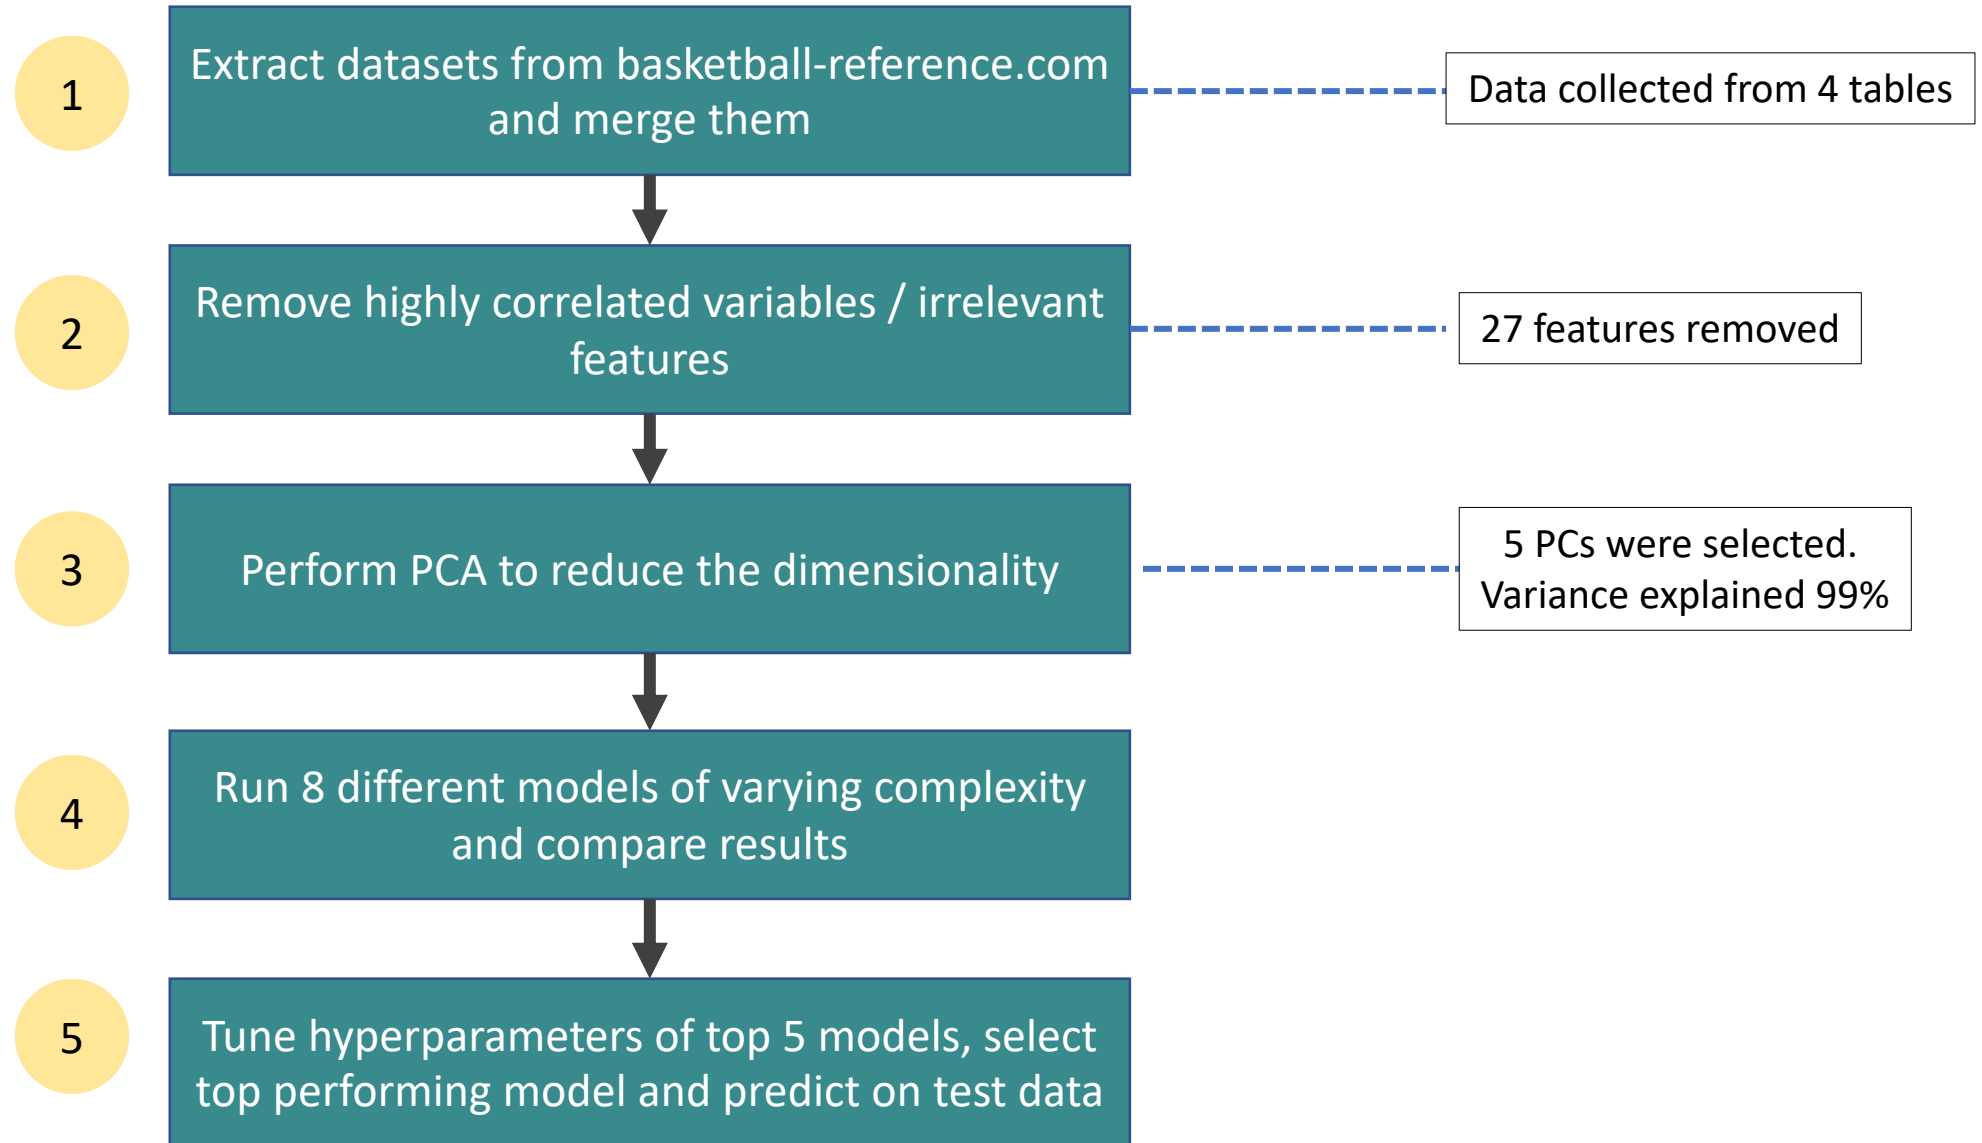 1
Extract datasets from basketball-reference.com
and merge them
Data collected from 4 tables
2
Remove highly correlated variables / irrelevant
features
27 features removed
3
Perform PCA to reduce the dimensionality
5 PCs were selected.
Variance explained 99%
4
Run 8 different models of varying complexity
and compare results
5
Tune hyperparameters of top 5 models, select
top performing model and predict on test data